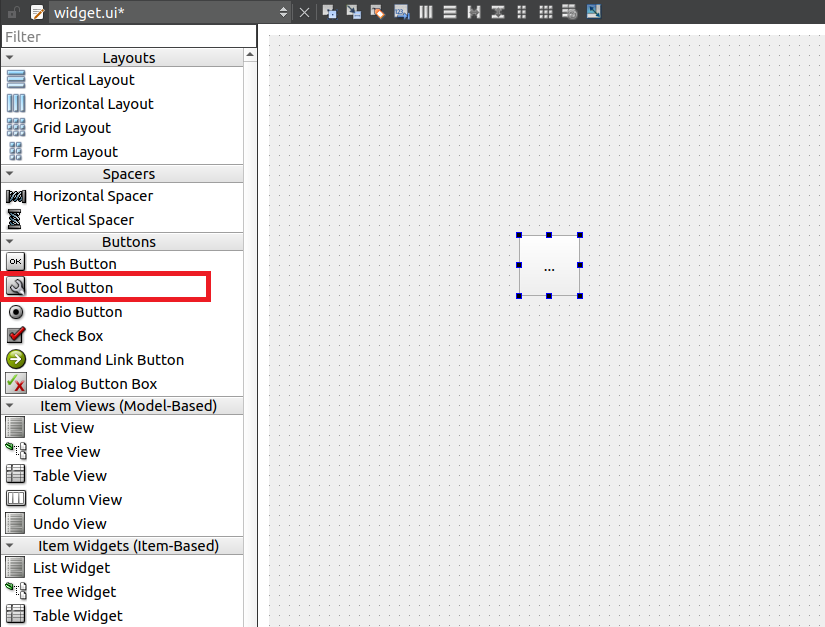 widget.ui*
Filter
Layouts
Vertical Layout
Horizontal Layout
Grid Layout
Form Layout
Spacers
Horizontal Spacer
Vertical Spacer
Buttons
OK
Push Button
Tool Button
Radio Button
Check Box
Command Link Button
Dialog Button Box
Item Views (Model-Based)
List View
Tree View
Table View
Column View
Undo View
Item Widgets (Item-Based)
List Widget
Tree Widget
Table Widget
...